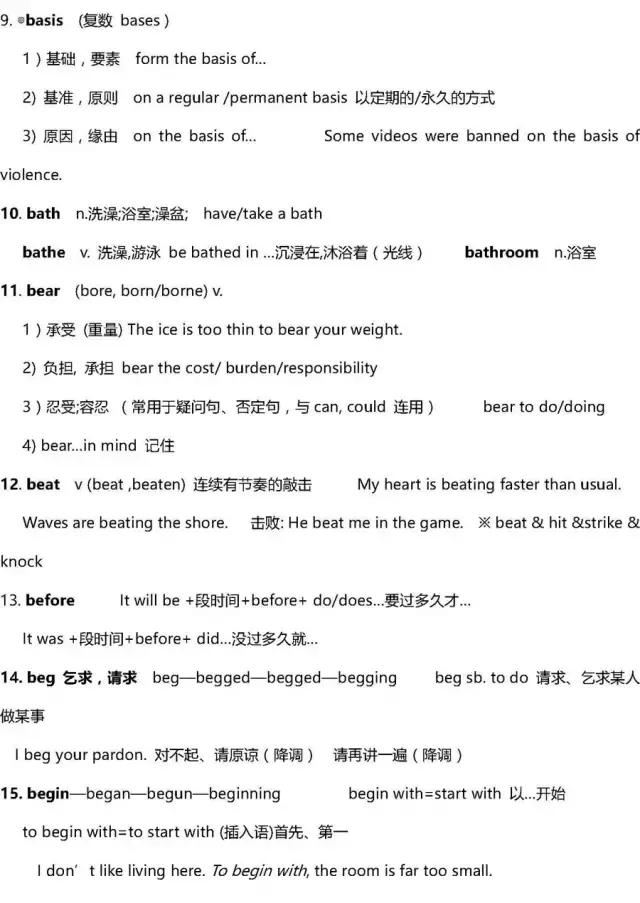 9. basis (复数 bases )
1 ) 基础，要素 form the basis of...
2) 基准，原则 on a regular /permanent basis 以定期的/永久的方式
3) 原因，缘由 on the basis of... Some videos were banned on the basis of
violence.
10. bath n.洗澡;浴室;澡盆; have/take a bath
bathe v. 洗澡,游泳 be bathed in ...沉浸在,沐浴着 ( 光线 ) bathroom n.浴室
11. bear (bore, born/borne) v.
1 ) 承受 (重量) The ice is too thin to bear your weight.
2) 负担, 承担 bear the cost/ burden/responsibility
3 ) 忍受;容忍 ( 常用于疑问句、否定句，与 can, could 连用 ) bear to do/doing
4) bear...in mind 记住
12. beat v (beat ,beaten) 连续有节奏的敲击 My heart is beating faster than usual.
Waves are beating the shore. 击败: He beat me in the game. ※ beat & hit &strike &
knock
13. before It will be +段时间+before+ do/does...要过多久才...
It was +段时间+before+ did...没过多久就...
14. beg 乞求，请求 beg—begged—begged—begging beg sb. to do 请求、乞求某人
做某事
I beg your pardon. 对不起、请原谅 ( 降调 ) 请再讲一遍 ( 降调 )
15. begin—began—begun—beginning begin with=start with 以...开始
to begin with=to start with (插入语)首先、第一
I don't like living here. To begin with, the room is far too small.